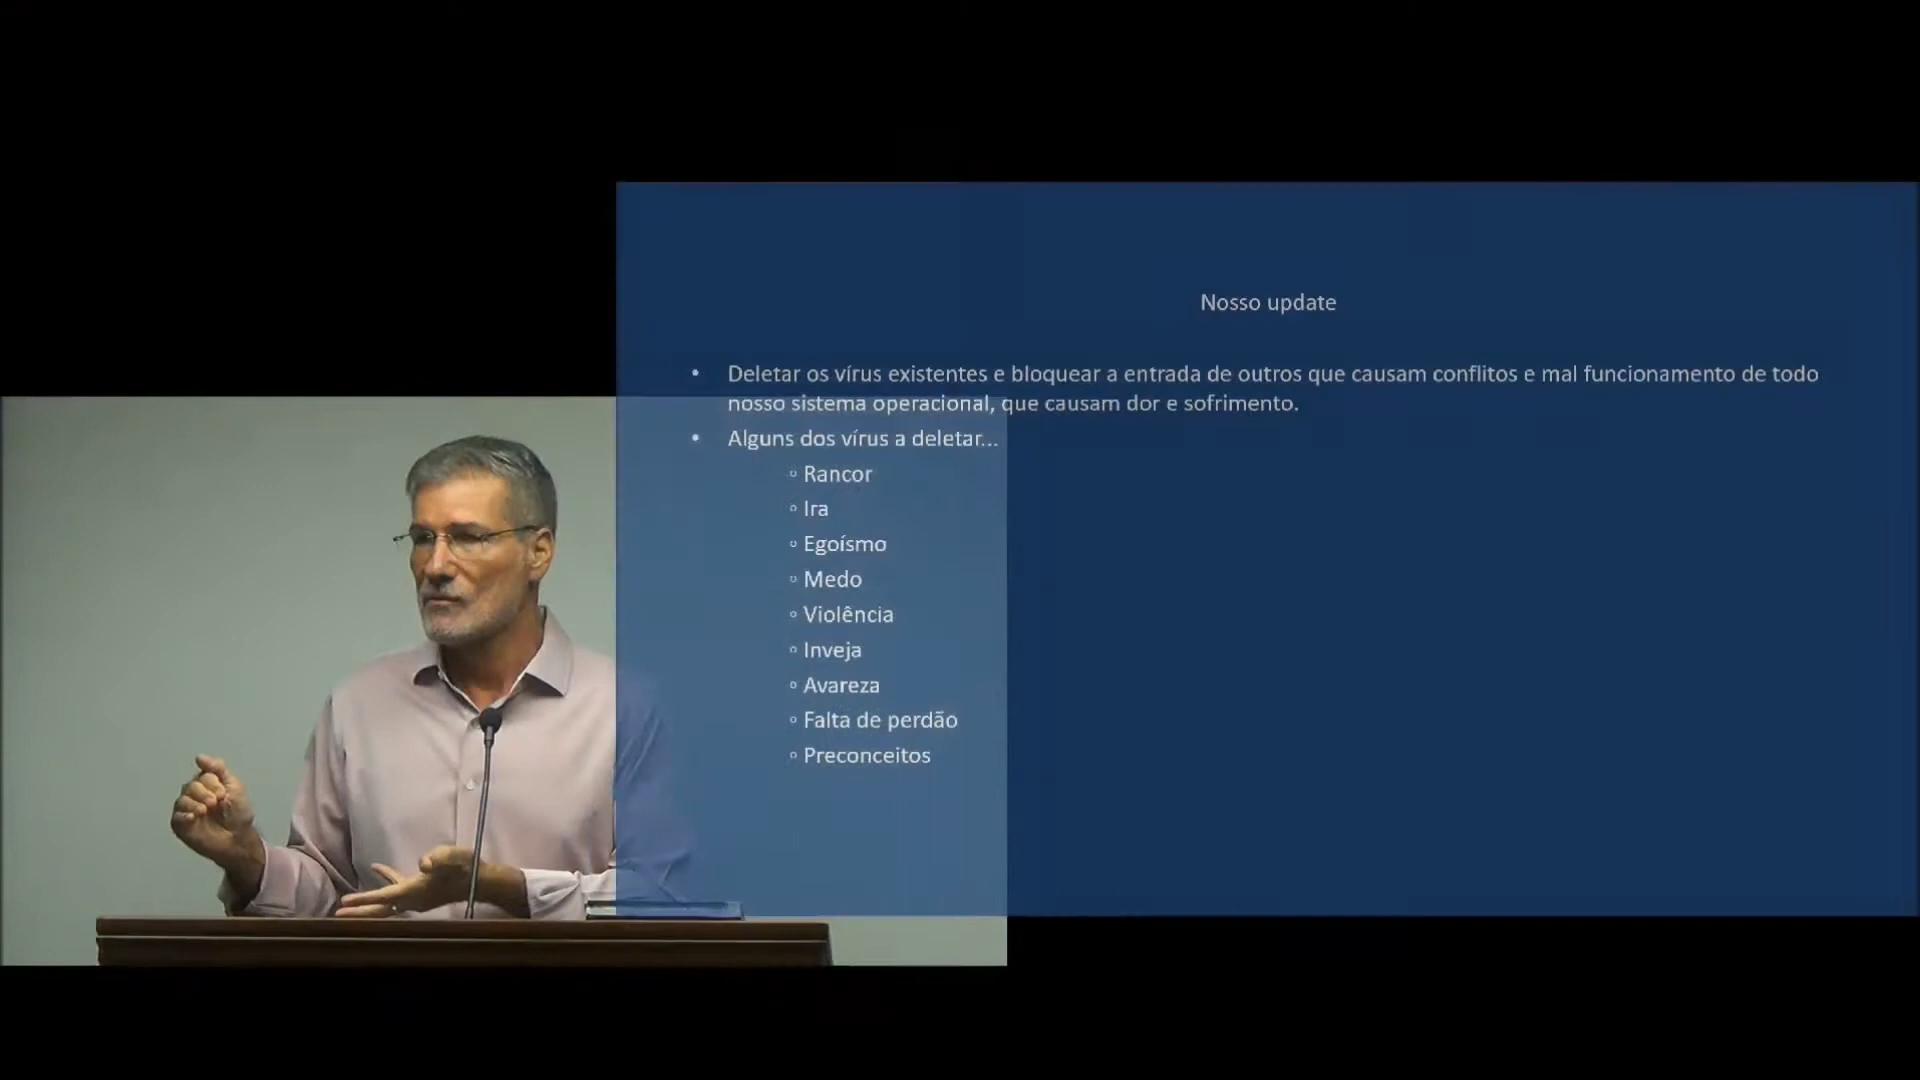 Nosso update
• Deletar os vírus existentes e bloquear a entrada de outros que causam conflitos e mal funcionamento de todo
nosso sistema operacional, que causam dor e sofrimento.
• Alguns dos vírus a deletar...
◦ Rancor
◦ Ira
◦ Egoísmo
◦ Medo
◦ Violência
◦ Inveja
◦ Avareza
◦ Falta de perdão
◦ Preconceitos